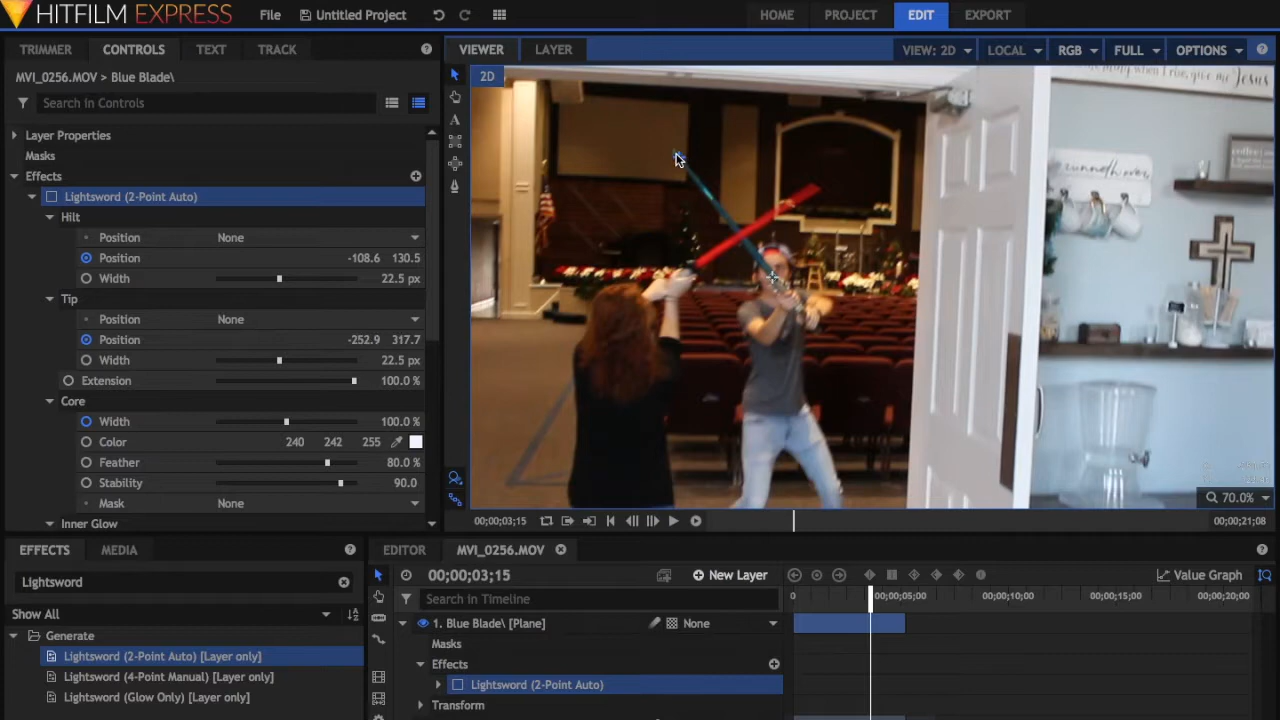 HITFILM EXPRESS File Untitled Project HOME PROJECT EDIT EXPORT
TRIMMER CONTROLS TEXT TRACK
MVI_0256.MOV > Blue Blade\
Search in Controls
Layer Properties
Masks
Effects
Lightsword (2-Point Auto)
Hilt
Position None
Position -108.6 130.5
Width 22.5 px
Tip
Position None
Position -252.9 317.7
Width 22.5 px
Extension 100.0 %
Core
Width 100.0 %
Color 240 242 255
Feather 80.0 %
Stability 90.0
Mask None
Inner Glow
VIEWER LAYER VIEW: 2D LOCAL RGB FULL OPTIONS
2D
give me Jesus
70.0%
00;00;03;15 00;00;21;08
EFFECTS MEDIA
Lightsword
Show All
Generate
Lightsword (2-Point Auto) [Layer only]
Lightsword (4-Point Manual) [Layer only]
Lightsword (Glow Only) [Layer only]
EDITOR MVI_0256.MOV
00;00;03;15 New Layer Value Graph
Search in Timeline 0 00;00;05;00 00;00;10;00 00;00;15;00 00;00;20;00
1. Blue Blade\ [Plane] None
Masks
Effects
Lightsword (2-Point Auto)
Transform